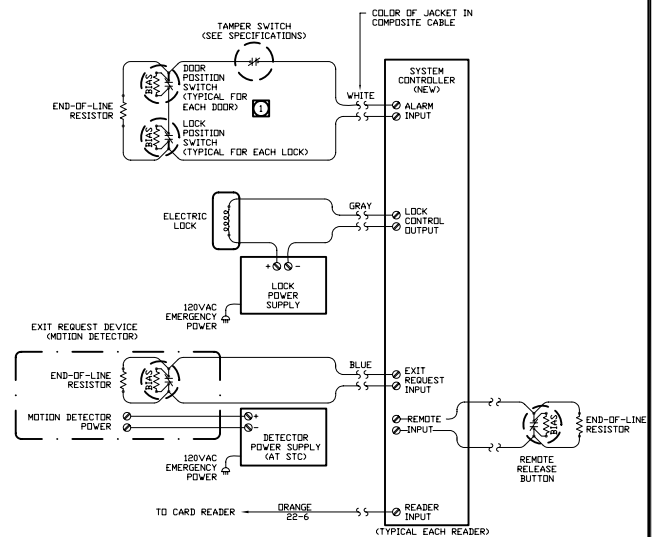 COLOR OF JACKET IN
COMPOSITE CABLE
TAMPER SWITCH
(SEE SPECIFICATIONS)
SYSTEM
CONTROLLER
(NEW)
BIAS
DOOR
POSITION
SWITCH
(TYPICAL FOR
EACH DOOR)
1
WHITE
ALARM
INPUT
END-OF-LINE
RESISTOR
BIAS
LOCK
POSITION
SWITCH
(TYPICAL FOR EACH LOCK)
ELECTRIC
LOCK
GRAY
LOCK
CONTROL
OUTPUT
+ -
LOCK
POWER
SUPPLY
120VAC
EMERGENCY
POWER
EXIT REQUEST DEVICE
(MOTION DETECTOR)
END-OF-LINE
RESISTOR
BIAS
BLUE
EXIT
REQUEST
INPUT
MOTION DETECTOR
POWER
+
-
DETECTOR
POWER SUPPLY
(AT STC)
120VAC
EMERGENCY
POWER
REMOTE
INPUT
BIAS
END-OF-LINE
RESISTOR
REMOTE
RELEASE
BUTTON
TO CARD READER
ORANGE
22-6
READER
INPUT
(TYPICAL EACH READER)